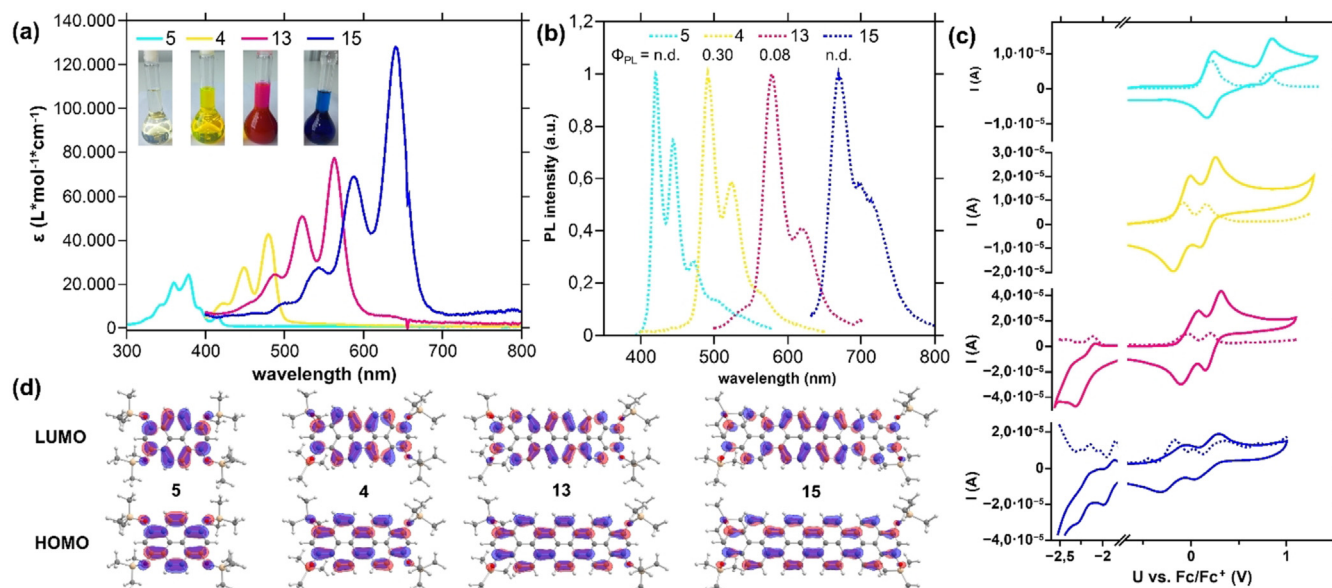 (a)
5 4 13 15
140.000
120.000
100.000
80.000
60.000
40.000
20.000
0
ε (L*mol⁻¹*cm⁻¹)
300 400 500 600 700 800
wavelength (nm)
(b)
5 4 13 15
Φ_PL = n.d. 0.30 0.08 n.d.
1,2
1
0,8
0,6
0,4
0,2
0
PL intensity (a.u.)
400 500 600 700 800
wavelength (nm)
(c)
1,0·10⁻⁵
0
−1,0·10⁻⁵
I (A)
3,0·10⁻⁵
2,0·10⁻⁵
1,0·10⁻⁵
0
−1,0·10⁻⁵
−2,0·10⁻⁵
I (A)
4,0·10⁻⁵
2,0·10⁻⁵
0
−2,0·10⁻⁵
−4,0·10⁻⁵
I (A)
2,0·10⁻⁵
0
−2,0·10⁻⁵
−4,0·10⁻⁵
I (A)
−2,5 −2 0 1
U vs. Fc/Fc⁺ (V)
(d)
LUMO
5 4 13 15
HOMO